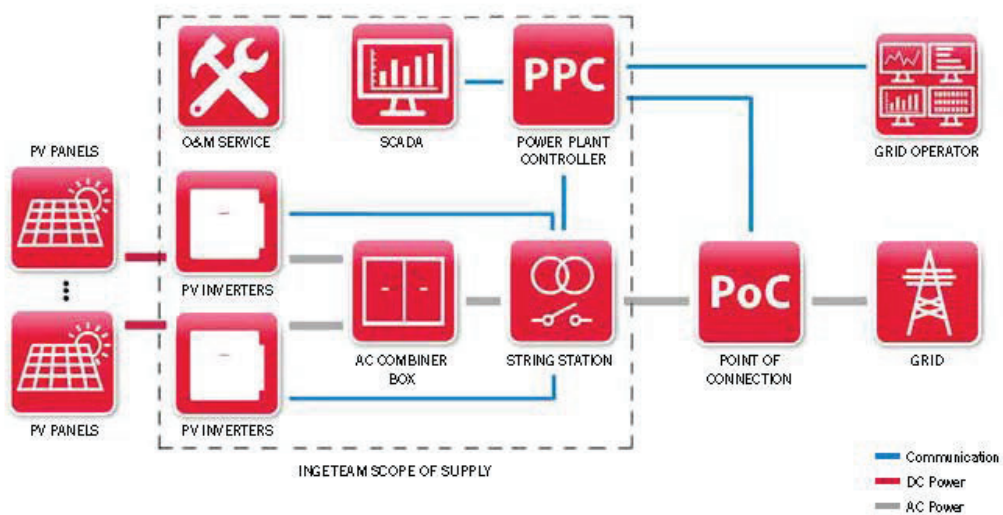 PPC
O&M SERVICE
SCADA
POWER PLANT
CONTROLLER
GRID OPERATOR
PV PANELS
PV INVERTERS
PoC
AC COMBINER
BOX
STRING STATION
POINT OF
CONNECTION
GRID
PV PANELS
PV INVERTERS
INGETEAM SCOPE OF SUPPLY
Communication
DC Power
AC Power